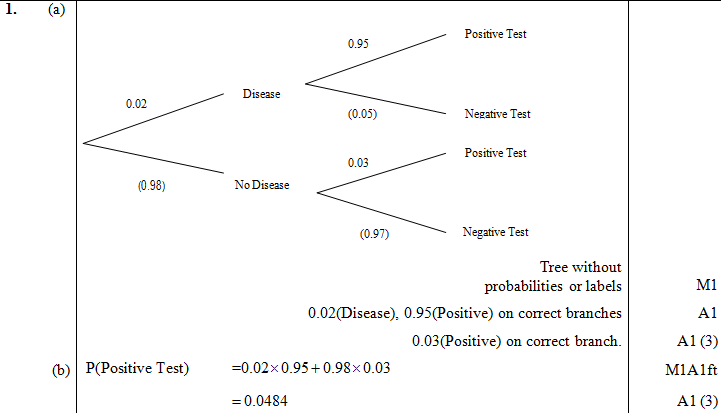 1. (a)
0.95 Positive Test
0.02 Disease
(0.05) Negative Test
0.03 Positive Test
(0.98) No Disease
(0.97) Negative Test
Tree without
probabilities or labels M1
0.02(Disease), 0.95(Positive) on correct branches A1
0.03(Positive) on correct branch. A1 (3)
(b) P(Positive Test) =0.02×0.95+0.98×0.03 M1A1ft
=0.0484 A1 (3)